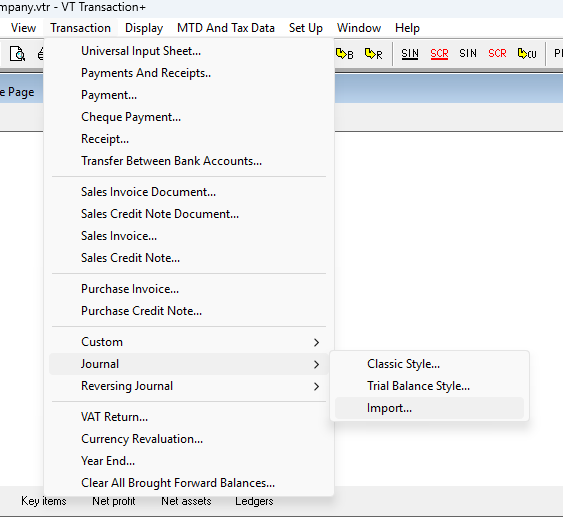 mpany.vtr - VT Transaction+
View Transaction Display MTD And Tax Data Set Up Window Help
B R SIN SCR SIN SCR CU PI
e Page
Universal Input Sheet...
Payments And Receipts..
Payment...
Cheque Payment...
Receipt...
Transfer Between Bank Accounts...
Sales Invoice Document...
Sales Credit Note Document...
Sales Invoice...
Sales Credit Note...
Purchase Invoice...
Purchase Credit Note...
Custom
Journal
Reversing Journal
Classic Style...
Trial Balance Style...
Import...
VAT Return...
Currency Revaluation...
Year End...
Clear All Brought Forward Balances...
Key items Net profit Net assets Ledgers